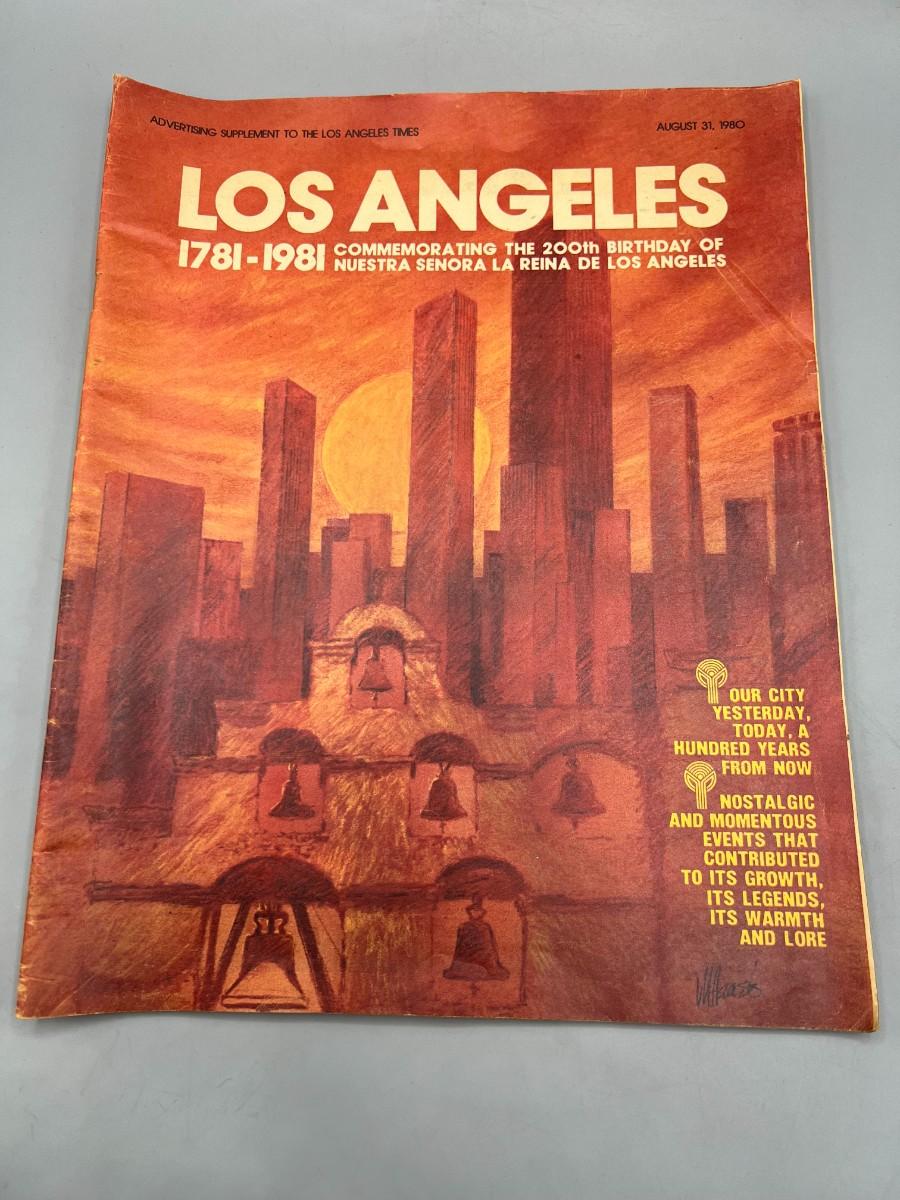 ADVERTISING SUPPLEMENT TO THE LOS ANGELES TIMES
AUGUST 31, 1980
LOS ANGELES
1781-1981 COMMEMORATING THE 200th BIRTHDAY OF
NUESTRA SENORA LA REINA DE LOS ANGELES
OUR CITY
YESTERDAY,
TODAY, A
HUNDRED YEARS
FROM NOW
NOSTALGIC
AND MOMENTOUS
EVENTS THAT
CONTRIBUTED
TO ITS GROWTH,
ITS LEGENDS,
ITS WARMTH
AND LORE